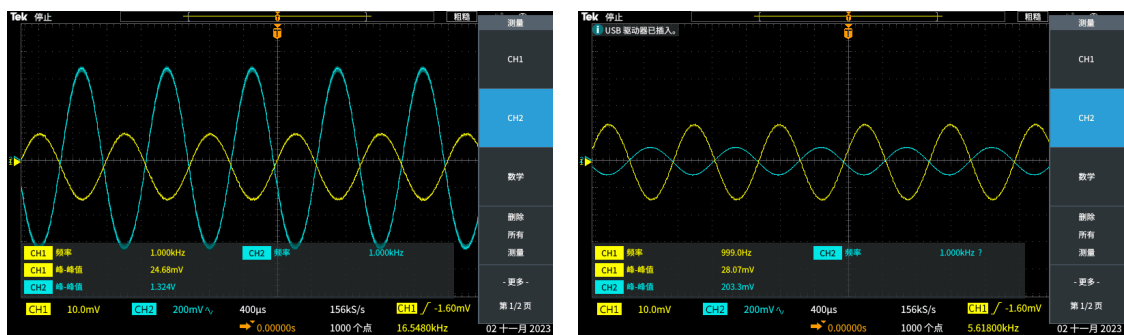 Tek 停止
粗糙
T
T
测量
CH1
CH2
数学
删除
所有
测量
- 更多 -
第 1/2 页
CH1 频率 1.000kHz CH2 频率 1.000kHz
CH1 峰-峰值 24.68mV
CH2 峰-峰值 1.324V
CH1 10.0mV CH2 200mV 400µs 156kS/s CH1 -1.60mV
0.00000s 1000 个点 16.5480kHz 02 十一月 2023
Tek 停止
粗糙
T
i USB 驱动器已插入。
T
测量
CH1
CH2
数学
删除
所有
测量
- 更多 -
第 1/2 页
CH1 频率 999.0Hz CH2 频率 1.000kHz ?
CH1 峰-峰值 28.07mV
CH2 峰-峰值 203.3mV
CH1 10.0mV CH2 200mV 400µs 156kS/s CH1 -1.60mV
0.00000s 1000 个点 5.61800kHz 02 十一月 2023